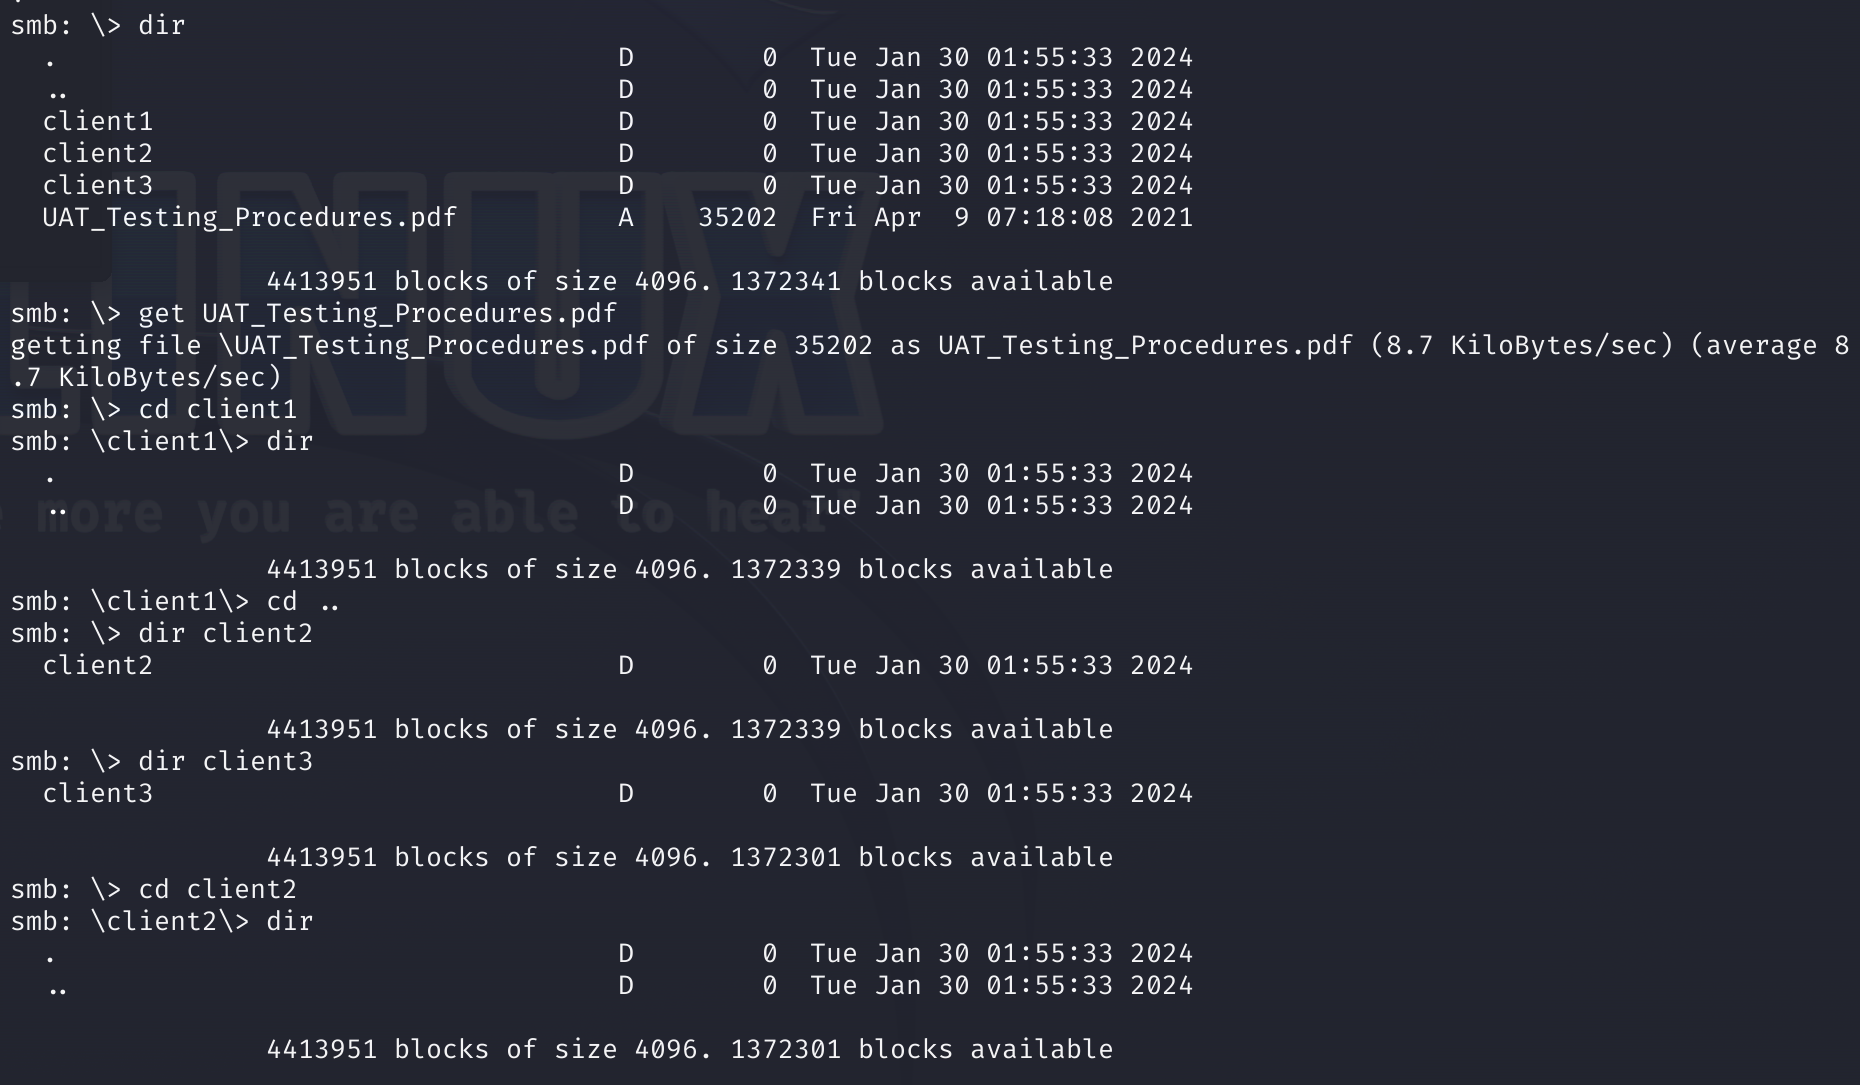 smb: \> dir
  .                                   D        0  Tue Jan 30 01:55:33 2024
  ..                                  D        0  Tue Jan 30 01:55:33 2024
  client1                             D        0  Tue Jan 30 01:55:33 2024
  client2                             D        0  Tue Jan 30 01:55:33 2024
  client3                             D        0  Tue Jan 30 01:55:33 2024
  UAT_Testing_Procedures.pdf          A    35202  Fri Apr  9 07:18:08 2021
                4413951 blocks of size 4096. 1372341 blocks available
smb: \> get UAT_Testing_Procedures.pdf
getting file \UAT_Testing_Procedures.pdf of size 35202 as UAT_Testing_Procedures.pdf (8.7 KiloBytes/sec) (average 8
.7 KiloBytes/sec)
smb: \> cd client1
smb: \client1\> dir
  .                                   D        0  Tue Jan 30 01:55:33 2024
  ..                                  D        0  Tue Jan 30 01:55:33 2024
more you are able to hear
                4413951 blocks of size 4096. 1372339 blocks available
smb: \client1\> cd ..
smb: \> dir client2
  client2                             D        0  Tue Jan 30 01:55:33 2024
                4413951 blocks of size 4096. 1372339 blocks available
smb: \> dir client3
  client3                             D        0  Tue Jan 30 01:55:33 2024
                4413951 blocks of size 4096. 1372301 blocks available
smb: \> cd client2
smb: \client2\> dir
  .                                   D        0  Tue Jan 30 01:55:33 2024
  ..                                  D        0  Tue Jan 30 01:55:33 2024
                4413951 blocks of size 4096. 1372301 blocks available